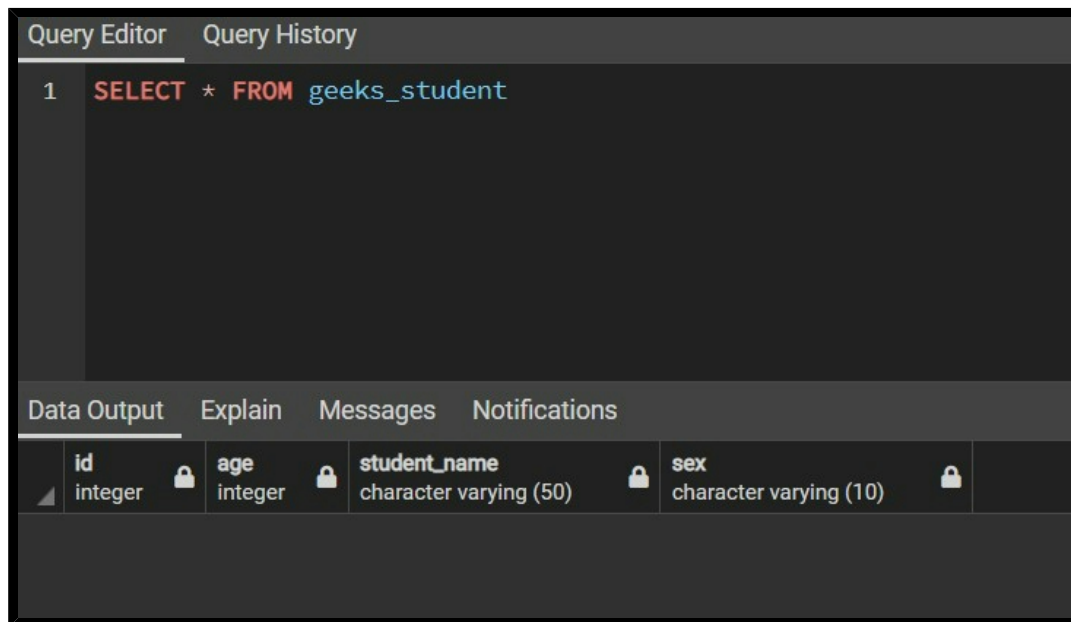 Query Editor Query History
1 SELECT * FROM geeks_student
Data Output Explain Messages Notifications
id age student_name sex
integer integer character varying (50) character varying (10)